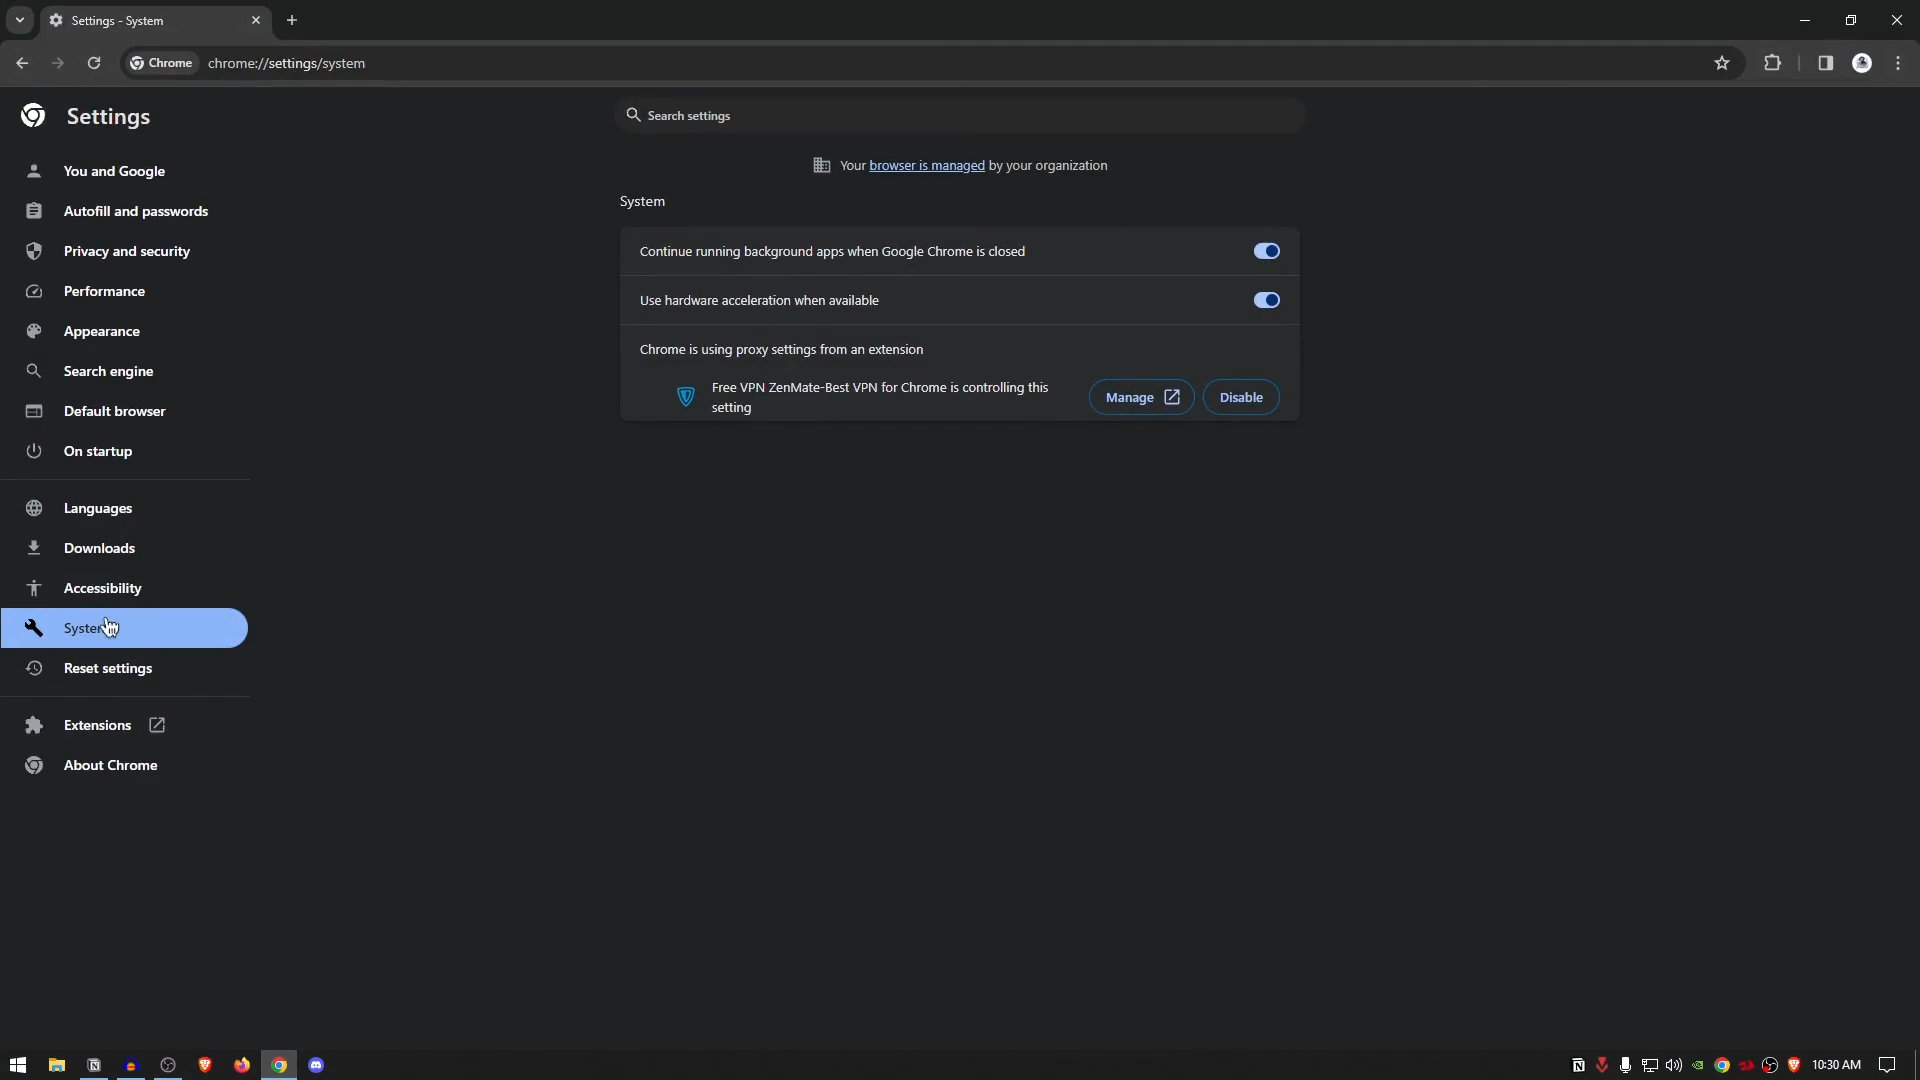 Settings - System
Chrome
chrome://settings/system
Settings
Search settings
Your browser is managed by your organization
You and Google
Autofill and passwords
Privacy and security
Performance
Appearance
Search engine
Default browser
On startup
Languages
Downloads
Accessibility
System
Reset settings
Extensions
About Chrome
System
Continue running background apps when Google Chrome is closed
Use hardware acceleration when available
Chrome is using proxy settings from an extension
Free VPN ZenMate-Best VPN for Chrome is controlling this
setting
Manage
Disable
10:30 AM